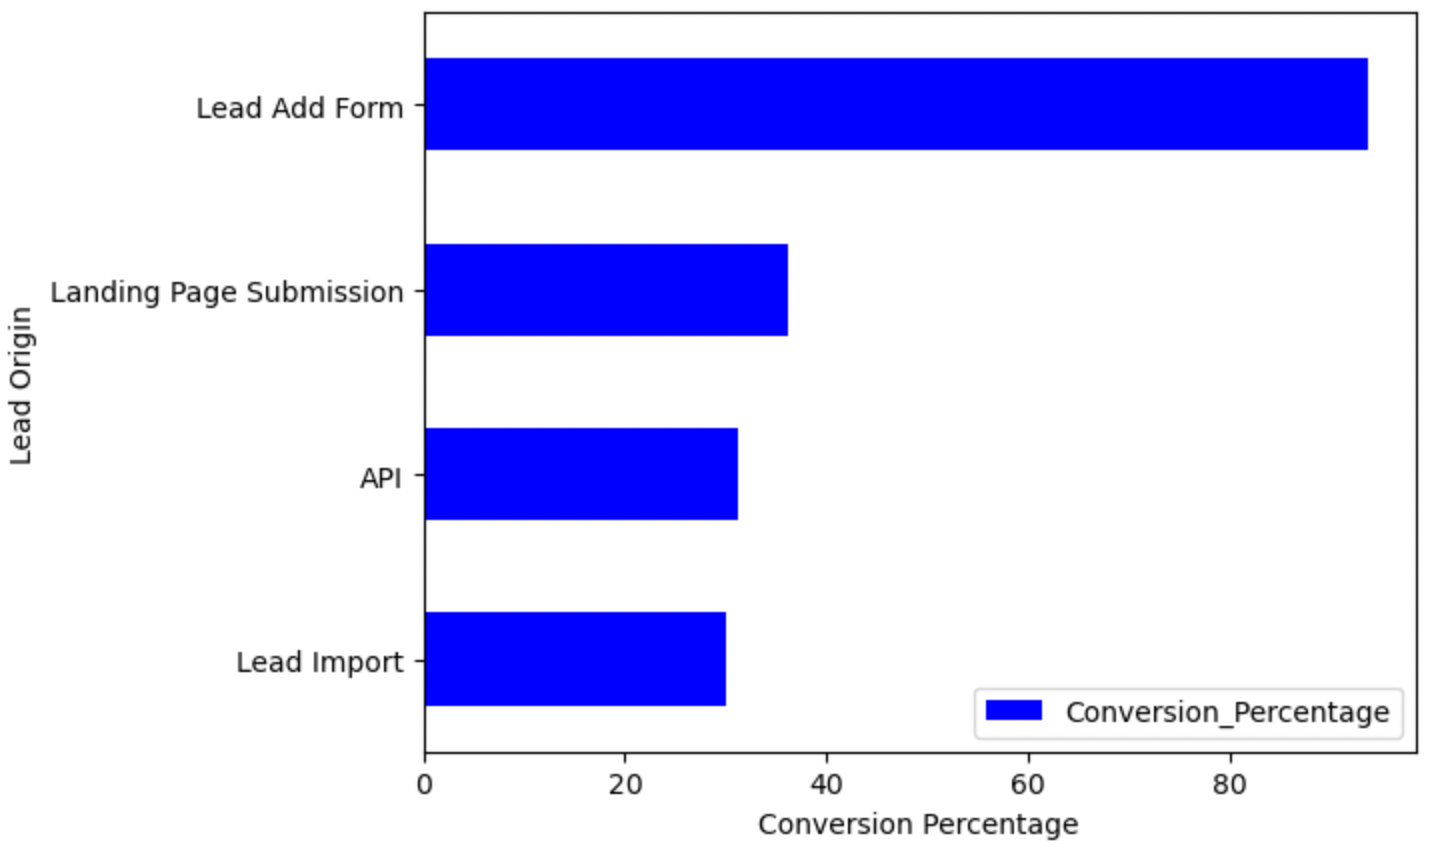 Lead Add Form
Landing Page Submission
API
Lead Import
Lead Origin
Conversion_Percentage
0 20 40 60 80
Conversion Percentage